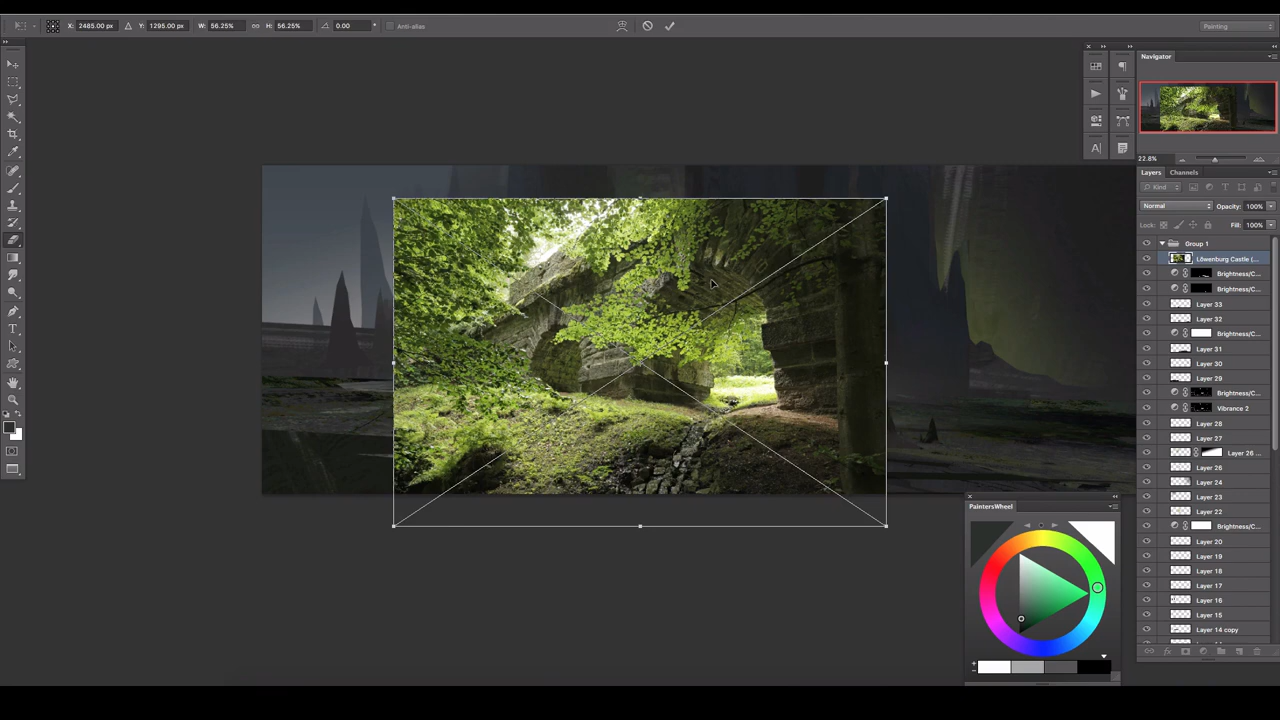 X: 2485.00 px Y: 1295.00 px W: 56.25% H: 56.25% 0.00 ° Anti-alias Painting
Navigator
22.8%
Layers Channels
Kind
Normal Opacity: 100%
Lock: Fill: 100%
Group 1
Löwenburg Castle (...
Brightness/C...
Brightness/C...
Layer 33
Layer 32
Brightness/C...
Layer 31
Layer 30
Layer 29
Brightness/C...
Vibrance 2
Layer 28
Layer 27
Layer 26 ...
Layer 26
Layer 24
Layer 23
Layer 22
Brightness/C...
Layer 20
Layer 19
Layer 18
Layer 17
Layer 16
Layer 15
Layer 14 copy
PaintersWheel